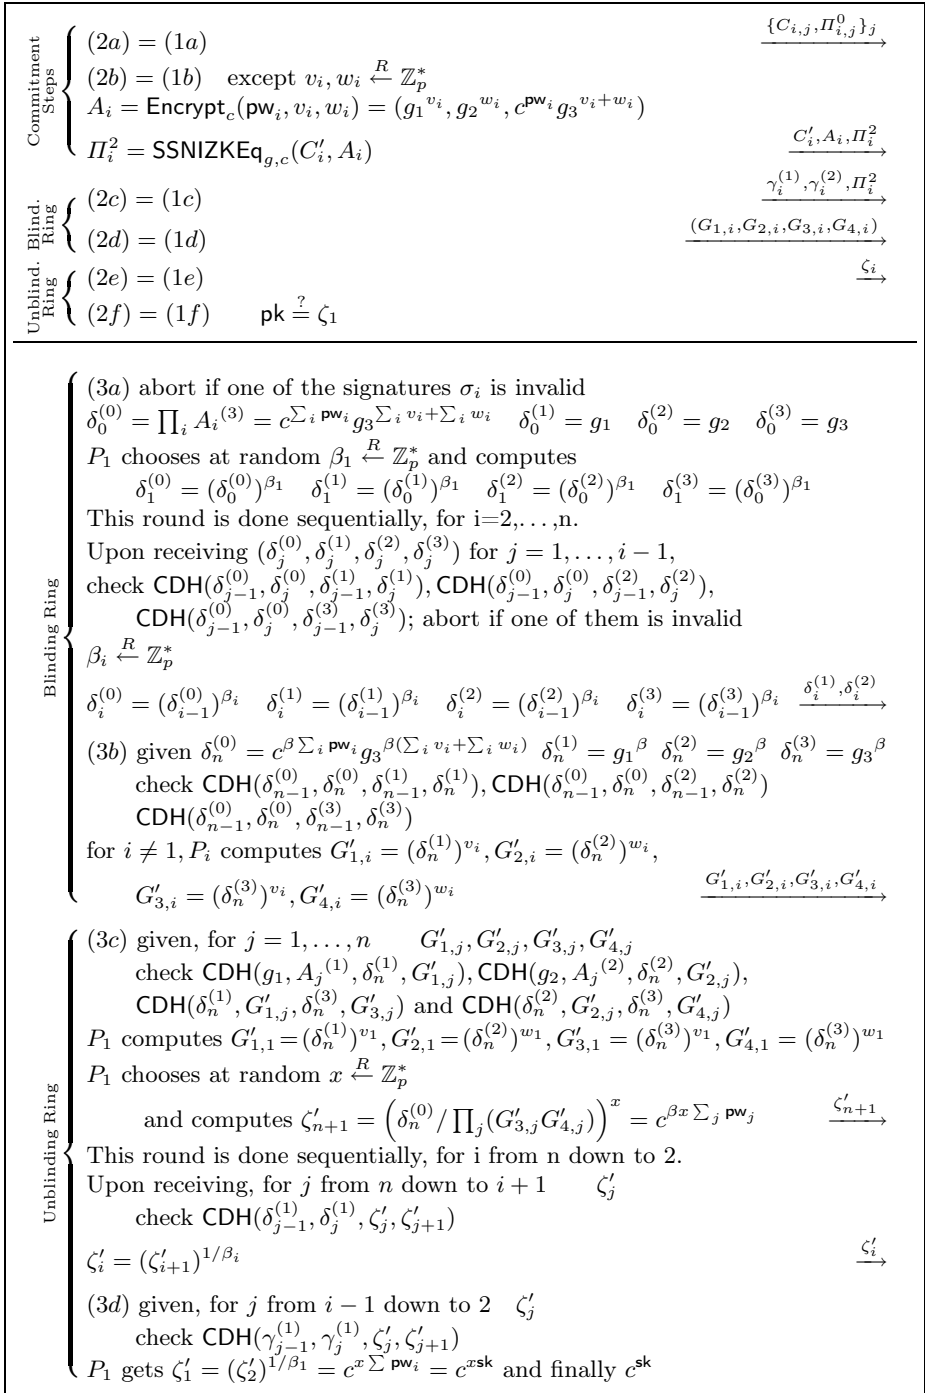 Commitment Steps
(2a) = (1a) {C_{i,j}, Π^0_{i,j}}_j
(2b) = (1b) except v_i, w_i ←^R ℤ*_p
A_i = Encrypt_c(pw_i, v_i, w_i) = (g_1^{v_i}, g_2^{w_i}, c^{pw_i} g_3^{v_i+w_i})
Π^2_i = SSNIZKEq_{g,c}(C'_i, A_i) C'_i, A_i, Π^2_i
Blind. Ring
(2c) = (1c) γ_i^{(1)}, γ_i^{(2)}, Π^2_i
(2d) = (1d) (G_{1,i}, G_{2,i}, G_{3,i}, G_{4,i})
Unblind. Ring
(2e) = (1e) ζ_i
(2f) = (1f) pk =^? ζ_1
Blinding Ring
(3a) abort if one of the signatures σ_i is invalid
δ_0^{(0)} = ∏_i A_i^{(3)} = c^{∑_i pw_i} g_3^{∑_i v_i + ∑_i w_i} δ_0^{(1)} = g_1 δ_0^{(2)} = g_2 δ_0^{(3)} = g_3
P_1 chooses at random β_1 ←^R ℤ*_p and computes
δ_1^{(0)} = (δ_0^{(0)})^{β_1} δ_1^{(1)} = (δ_0^{(1)})^{β_1} δ_1^{(2)} = (δ_0^{(2)})^{β_1} δ_1^{(3)} = (δ_0^{(3)})^{β_1}
This round is done sequentially, for i=2,...,n.
Upon receiving (δ_j^{(0)}, δ_j^{(1)}, δ_j^{(2)}, δ_j^{(3)}) for j = 1, ..., i − 1,
check CDH(δ_{j−1}^{(0)}, δ_j^{(0)}, δ_{j−1}^{(1)}, δ_j^{(1)}), CDH(δ_{j−1}^{(0)}, δ_j^{(0)}, δ_{j−1}^{(2)}, δ_j^{(2)}),
CDH(δ_{j−1}^{(0)}, δ_j^{(0)}, δ_{j−1}^{(3)}, δ_j^{(3)}); abort if one of them is invalid
β_i ←^R ℤ*_p
δ_i^{(0)} = (δ_{i−1}^{(0)})^{β_i} δ_i^{(1)} = (δ_{i−1}^{(1)})^{β_i} δ_i^{(2)} = (δ_{i−1}^{(2)})^{β_i} δ_i^{(3)} = (δ_{i−1}^{(3)})^{β_i} δ_i^{(1)}, δ_i^{(2)}
(3b) given δ_n^{(0)} = c^{β ∑_i pw_i} g_3^{β(∑_i v_i + ∑_i w_i)} δ_n^{(1)} = g_1^β δ_n^{(2)} = g_2^β δ_n^{(3)} = g_3^β
check CDH(δ_{n−1}^{(0)}, δ_n^{(0)}, δ_{n−1}^{(1)}, δ_n^{(1)}), CDH(δ_{n−1}^{(0)}, δ_n^{(0)}, δ_{n−1}^{(2)}, δ_n^{(2)})
CDH(δ_{n−1}^{(0)}, δ_n^{(0)}, δ_{n−1}^{(3)}, δ_n^{(3)})
for i ≠ 1, P_i computes G'_{1,i} = (δ_n^{(1)})^{v_i}, G'_{2,i} = (δ_n^{(2)})^{w_i},
G'_{3,i} = (δ_n^{(3)})^{v_i}, G'_{4,i} = (δ_n^{(3)})^{w_i} G'_{1,i}, G'_{2,i}, G'_{3,i}, G'_{4,i}
Unblinding Ring
(3c) given, for j = 1, ..., n G'_{1,j}, G'_{2,j}, G'_{3,j}, G'_{4,j}
check CDH(g_1, A_j^{(1)}, δ_n^{(1)}, G'_{1,j}), CDH(g_2, A_j^{(2)}, δ_n^{(2)}, G'_{2,j}),
CDH(δ_n^{(1)}, G'_{1,j}, δ_n^{(3)}, G'_{3,j}) and CDH(δ_n^{(2)}, G'_{2,j}, δ_n^{(3)}, G'_{4,j})
P_1 computes G'_{1,1} = (δ_n^{(1)})^{v_1}, G'_{2,1} = (δ_n^{(2)})^{w_1}, G'_{3,1} = (δ_n^{(3)})^{v_1}, G'_{4,1} = (δ_n^{(3)})^{w_1}
P_1 chooses at random x ←^R ℤ*_p
and computes ζ'_{n+1} = (δ_n^{(0)} / ∏_j (G'_{3,j} G'_{4,j}))^x = c^{βx ∑_j pw_j} ζ'_{n+1}
This round is done sequentially, for i from n down to 2.
Upon receiving, for j from n down to i + 1 ζ'_j
check CDH(δ_{j−1}^{(1)}, δ_j^{(1)}, ζ'_j, ζ'_{j+1})
ζ'_i = (ζ'_{i+1})^{1/β_i} ζ'_i
(3d) given, for j from i − 1 down to 2 ζ'_j
check CDH(γ_{j−1}^{(1)}, γ_j^{(1)}, ζ'_j, ζ'_{j+1})
P_1 gets ζ'_1 = (ζ'_2)^{1/β_1} = c^{x ∑ pw_i} = c^{xsk} and finally c^{sk}